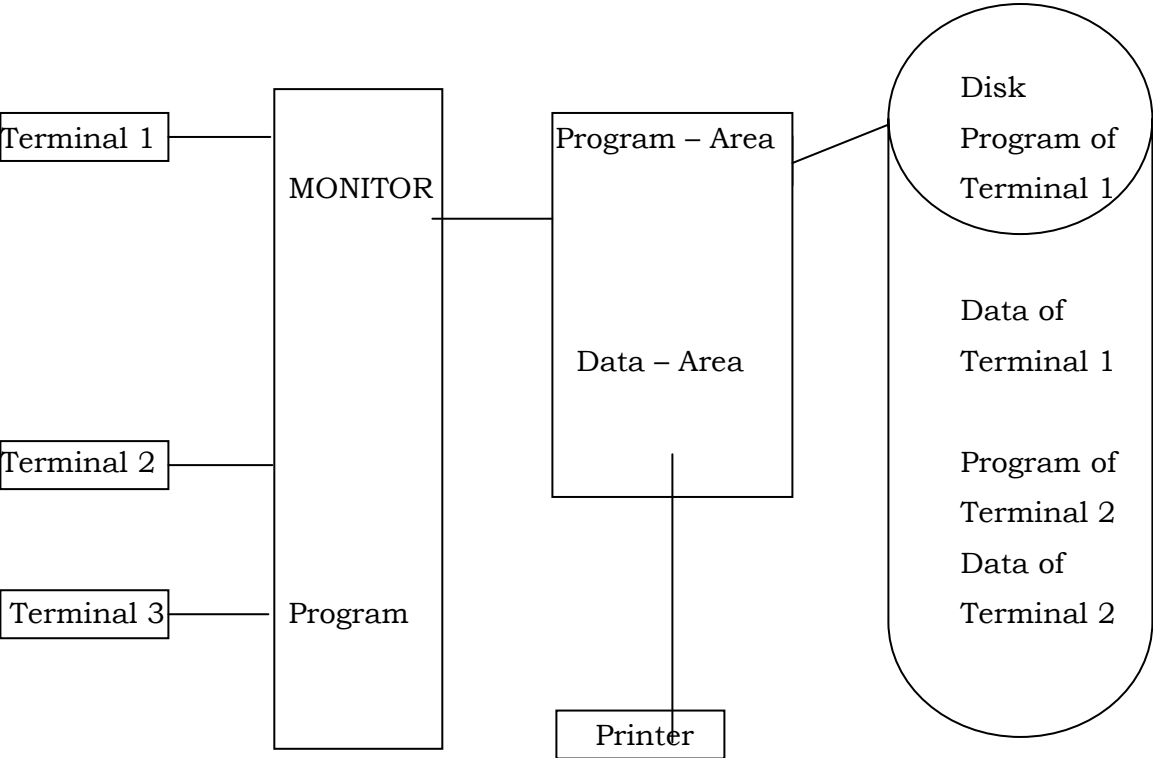 Terminal 1
Terminal 2
Terminal 3
MONITOR
Program
Program – Area
Data – Area
Printer
Disk
Program of
Terminal 1
Data of
Terminal 1
Program of
Terminal 2
Data of
Terminal 2